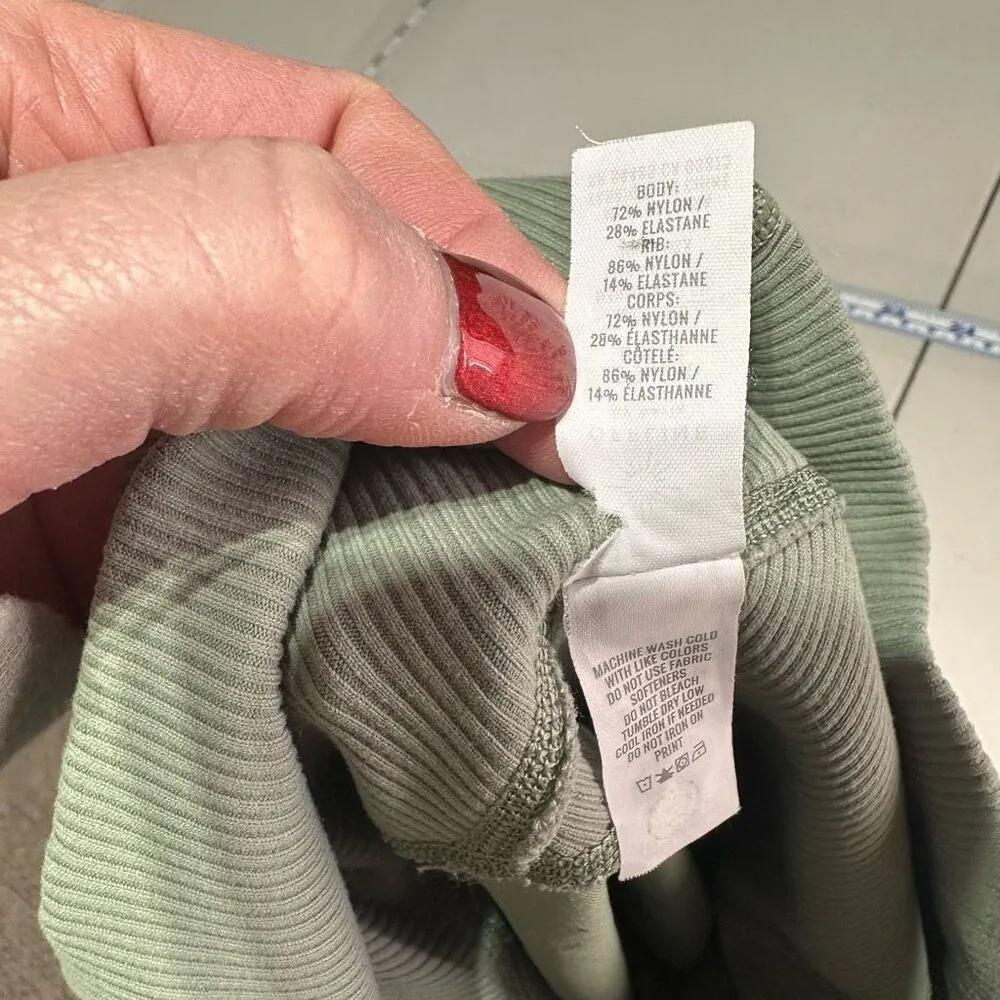 BODY:
72% NYLON /
28% ELASTANE
RIB:
86% NYLON /
14% ELASTANE
CORPS:
72% NYLON /
28% ÉLASTHANNE
CÔTELÉ:
86% NYLON /
14% ÉLASTHANNE
MACHINE WASH COLD
WITH LIKE COLORS
DO NOT USE FABRIC
SOFTENERS
DO NOT BLEACH
TUMBLE DRY LOW
COOL IRON IF NEEDED
DO NOT IRON ON
PRINT